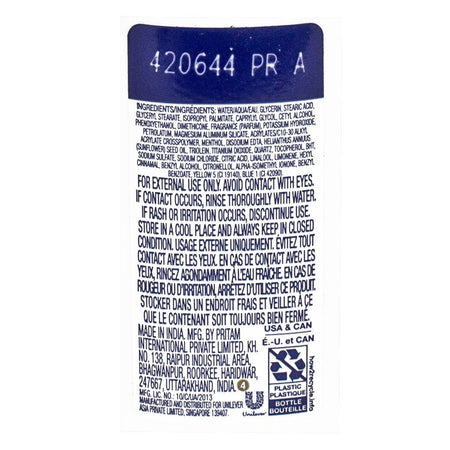 420644 PR A
INGREDIENTS/INGRÉDIENTS: WATER/AQUA/EAU, GLYCERIN, STEARIC ACID,
GLYCERYL STEARATE, ISOPROPYL PALMITATE, CAPRYLYL GLYCOL, CETYL ALCOHOL,
PHENOXYETHANOL, DIMETHICONE, FRAGRANCE (PARFUM), POTASSIUM HYDROXIDE,
PETROLATUM, MAGNESIUM ALUMINUM SILICATE, ACRYLATES/C10-30 ALKYL
ACRYLATE CROSSPOLYMER, MENTHOL, DISODIUM EDTA, HELIANTHUS ANNUUS
(SUNFLOWER) SEED OIL, TRIOLEIN, TITANIUM DIOXIDE, QUARTZ, TOCOPHEROL, BHT,
SODIUM SULFATE, SODIUM CHLORIDE, CITRIC ACID, LINALOOL, LIMONENE, HEXYL
CINNAMAL, BENZYL ALCOHOL, CITRONELLOL, ALPHA-ISOMETHYL IONONE, BENZYL
BENZOATE, YELLOW 5 (CI 19140), BLUE 1 (CI 42090).
FOR EXTERNAL USE ONLY. AVOID CONTACT WITH EYES.
IF CONTACT OCCURS, RINSE THOROUGHLY WITH WATER.
IF RASH OR IRRITATION OCCURS, DISCONTINUE USE.
STORE IN A COOL PLACE AND ALWAYS KEEP IN CLOSED
CONDITION. USAGE EXTERNE UNIQUEMENT. ÉVITEZ TOUT
CONTACT AVEC LES YEUX. EN CAS DE CONTACT AVEC LES
YEUX, RINCEZ AGONDAMMENT À L'EAU FRAÎCHE. EN CAS DE
ROUGEUR OU D'IRRITATION, ARRÊTEZ D'UTILISER CE PRODUIT.
STOCKER DANS UN ENDROIT FRAIS ET VEILLER À CE
QUE LE CONTENANT SOIT TOUJOURS BIEN FERMÉ.
MADE IN INDIA. MFG. BY PRITAM
INTERNATIONAL PRIVATE LIMITED, KH.
NO. 138, RAIPUR INDUSTRIAL AREA,
BHAGWANPUR, ROORKEE, HARIDWAR,
247667, UTTARAKHAND, INDIA. 4
MFG. LIC. NO.: 10/C/UA/2013
MADE FOR DISTRIBUTION BY UNILEVER
ASIA PRIVATE LIMITED, SINGAPORE 139407.
Unilever
USA & CAN
É.-U. et CAN
PLASTIC
PLASTIQUE
BOTTLE
BOUTEILLE
how2recycle.info